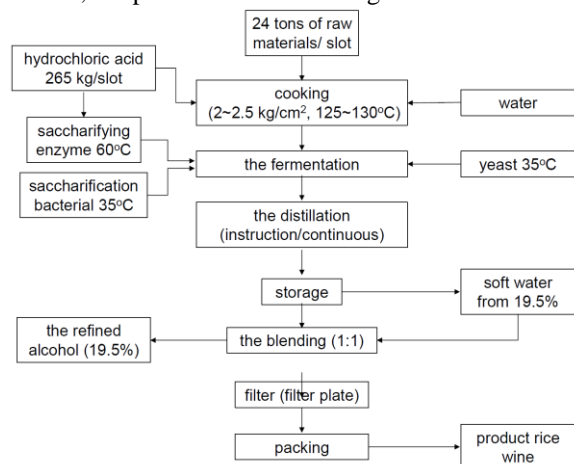 24 tons of raw
materials/ slot
hydrochloric acid
265 kg/slot
cooking
(2~2.5 kg/cm², 125~130°C)
water
saccharifying
enzyme 60°C
the fermentation
yeast 35°C
saccharification
bacterial 35°C
the distillation
(instruction/continuous)
storage
soft water
from 19.5%
the refined
alcohol (19.5%)
the blending (1:1)
filter (filter plate)
packing
product rice
wine